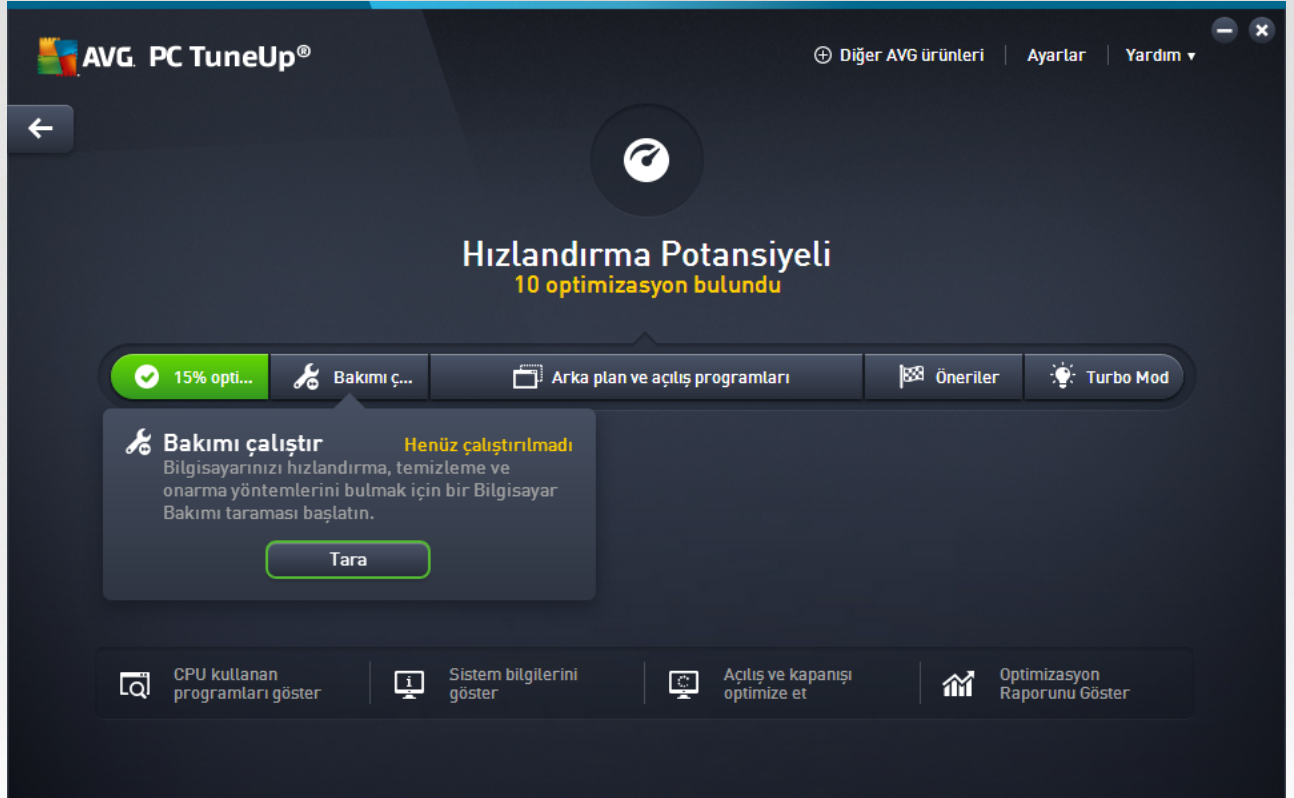 AVG. PC TuneUp®
Diğer AVG ürünleri
Ayarlar
Yardım
Hızlandırma Potansiyeli
10 optimizasyon bulundu
15% opti...
Bakımı ç...
Arka plan ve açılış programları
Öneriler
Turbo Mod
Bakımı çalıştır
Henüz çalıştırılmadı
Bilgisayarınızı hızlandırma, temizleme ve
onarma yöntemlerini bulmak için bir Bilgisayar
Bakımı taraması başlatın.
Tara
CPU kullanan
programları göster
Sistem bilgilerini
göster
Açılış ve kapanışı
optimize et
Optimizasyon
Raporunu Göster